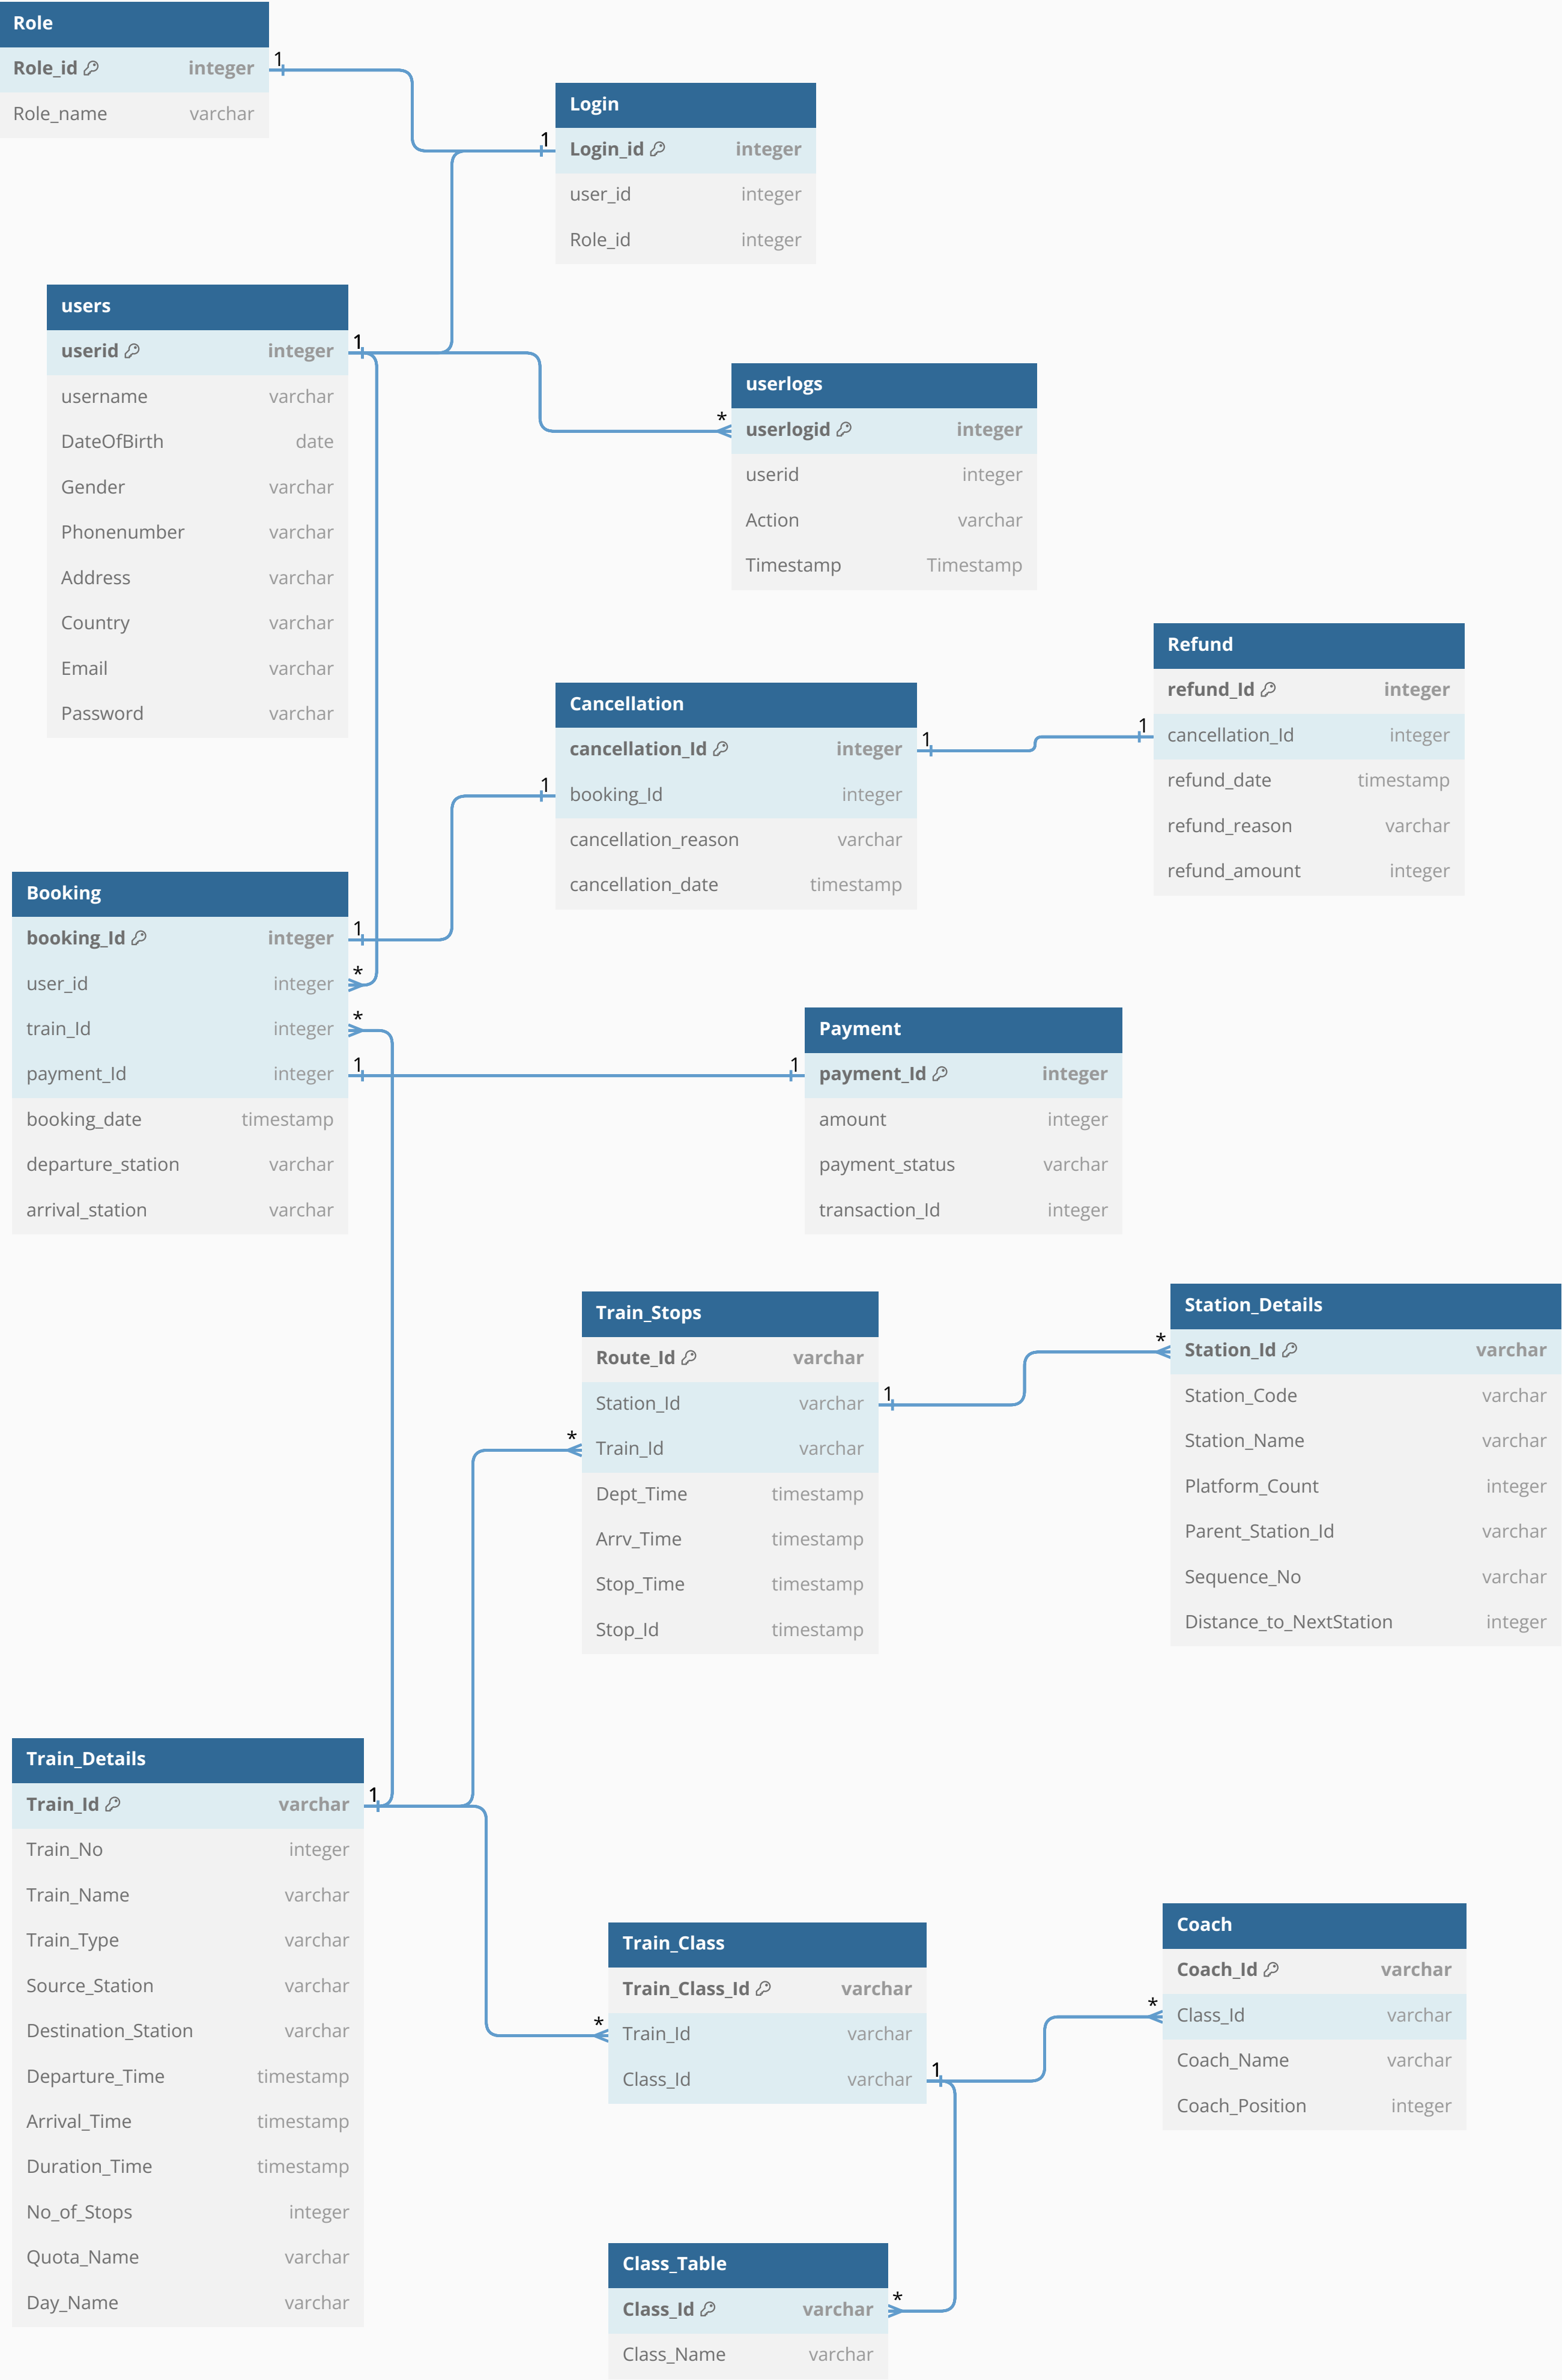 Role
Role_id integer
Role_name varchar
1
Login
1
Login_id integer
user_id integer
Role_id integer
users
userid integer
1
username varchar
DateOfBirth date
Gender varchar
Phonenumber varchar
Address varchar
Country varchar
Email varchar
Password varchar
userlogs
*
userlogid integer
userid integer
Action varchar
Timestamp Timestamp
Refund
refund_Id integer
1
cancellation_Id integer
refund_date timestamp
refund_reason varchar
refund_amount integer
Cancellation
cancellation_Id integer
1
1
booking_Id integer
cancellation_reason varchar
cancellation_date timestamp
Booking
booking_Id integer
1
user_id integer
*
train_Id integer
*
payment_Id integer
1
booking_date timestamp
departure_station varchar
arrival_station varchar
Payment
1
payment_Id integer
amount integer
payment_status varchar
transaction_Id integer
Train_Stops
Route_Id varchar
Station_Id varchar
1
*
Train_Id varchar
Dept_Time timestamp
Arrv_Time timestamp
Stop_Time timestamp
Stop_Id timestamp
Station_Details
*
Station_Id varchar
Station_Code varchar
Station_Name varchar
Platform_Count integer
Parent_Station_Id varchar
Sequence_No varchar
Distance_to_NextStation integer
Train_Details
Train_Id varchar
1
Train_No integer
Train_Name varchar
Train_Type varchar
Source_Station varchar
Destination_Station varchar
Departure_Time timestamp
Arrival_Time timestamp
Duration_Time timestamp
No_of_Stops integer
Quota_Name varchar
Day_Name varchar
Train_Class
Train_Class_Id varchar
*
Train_Id varchar
Class_Id varchar
1
Coach
Coach_Id varchar
*
Class_Id varchar
Coach_Name varchar
Coach_Position integer
Class_Table
Class_Id varchar
*
Class_Name varchar